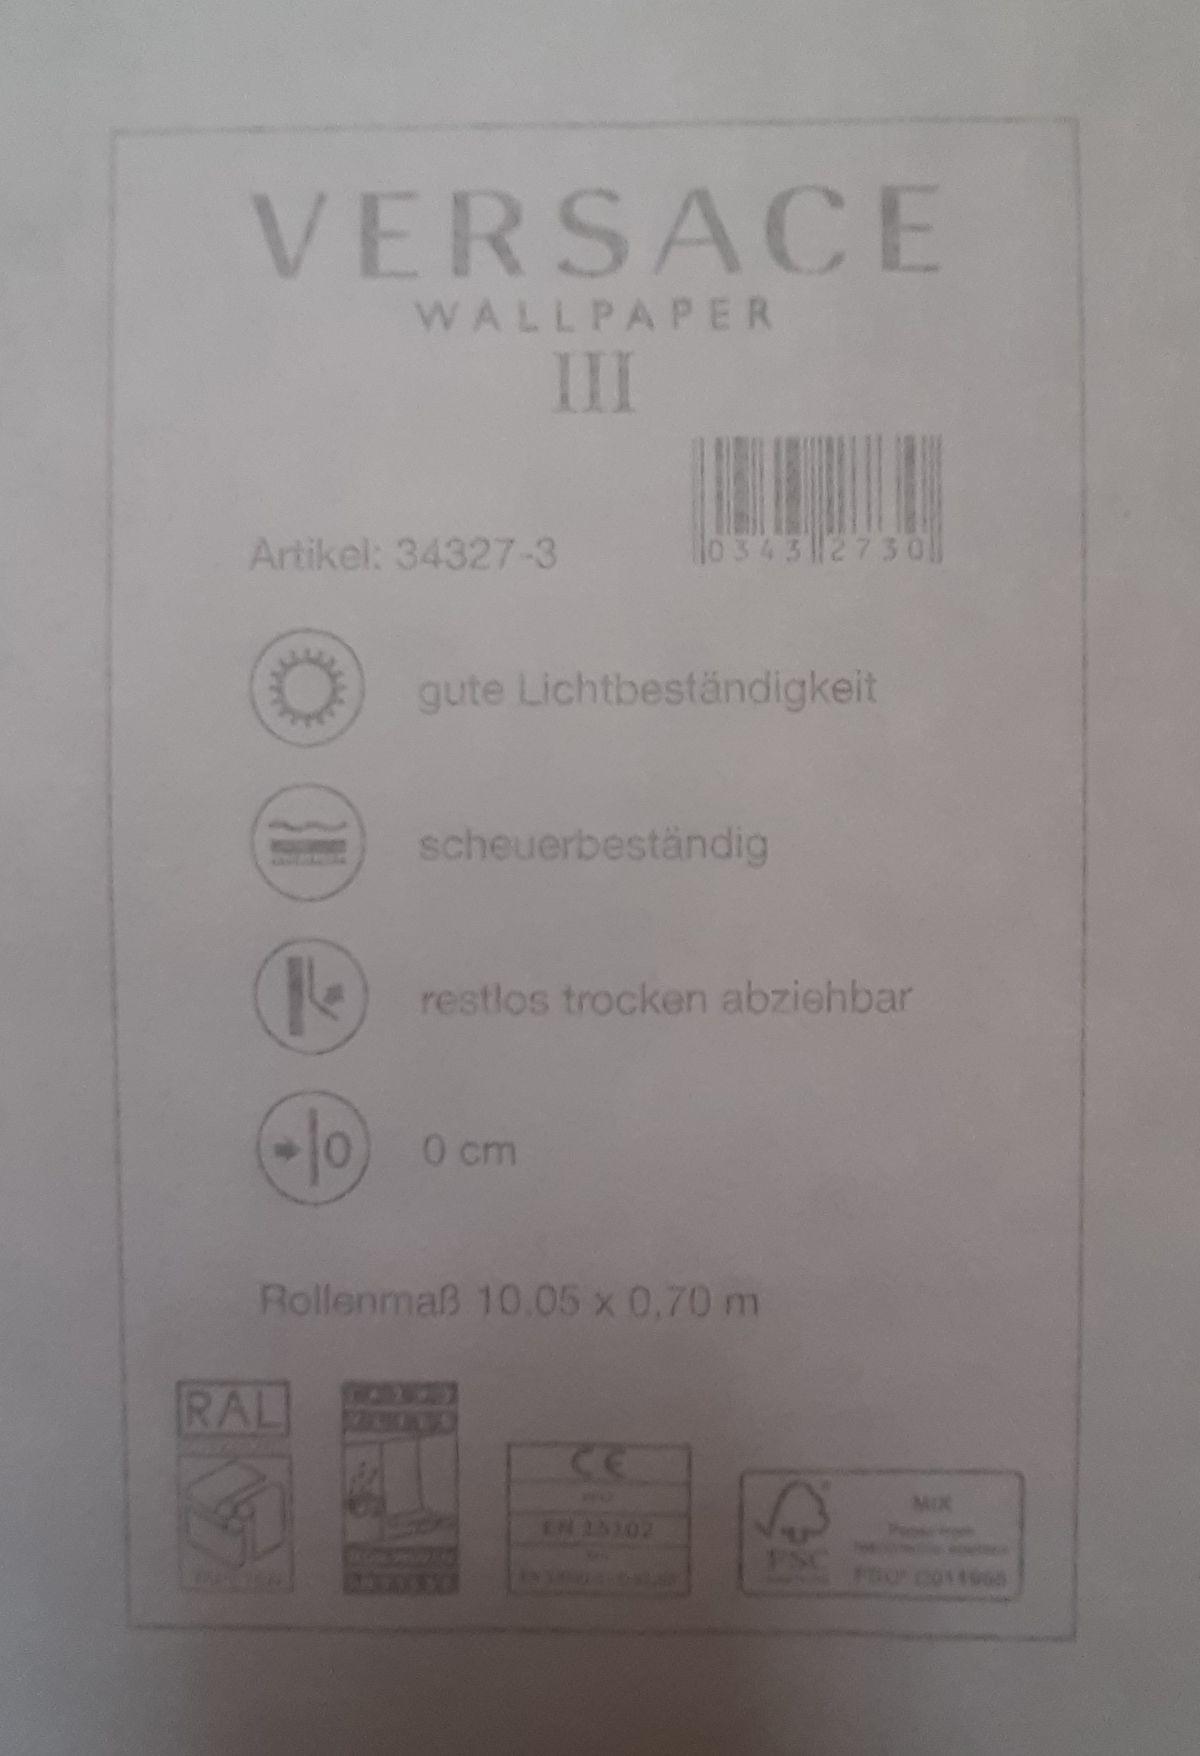 VERSACE
WALLPAPER
III
0343 2730
Artikel: 34327-3
gute Lichtbeständigkeit
scheuerbeständig
restlos trocken abziehbar
0
0 cm
Rollenmaß 10,05 x 0,70 m
RAL
CE
EN 15102
MIX
FSC